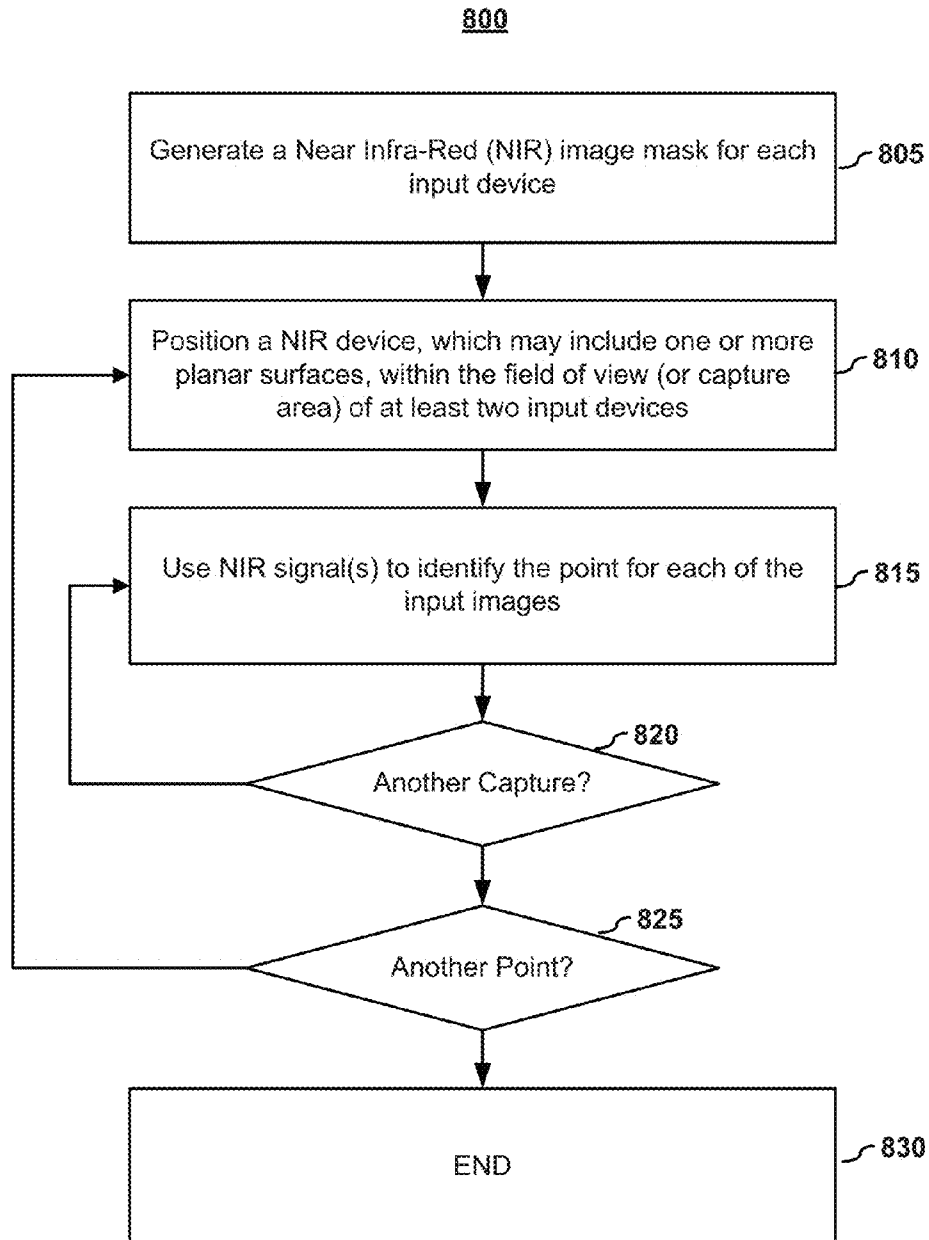 800
Generate a Near Infra-Red (NIR) image mask for each
input device
805
Position a NIR device, which may include one or more
planar surfaces, within the field of view (or capture
area) of at least two input devices
810
Use NIR signal(s) to identify the point for each of the
input images
815
820
Another Capture?
825
Another Point?
END
830